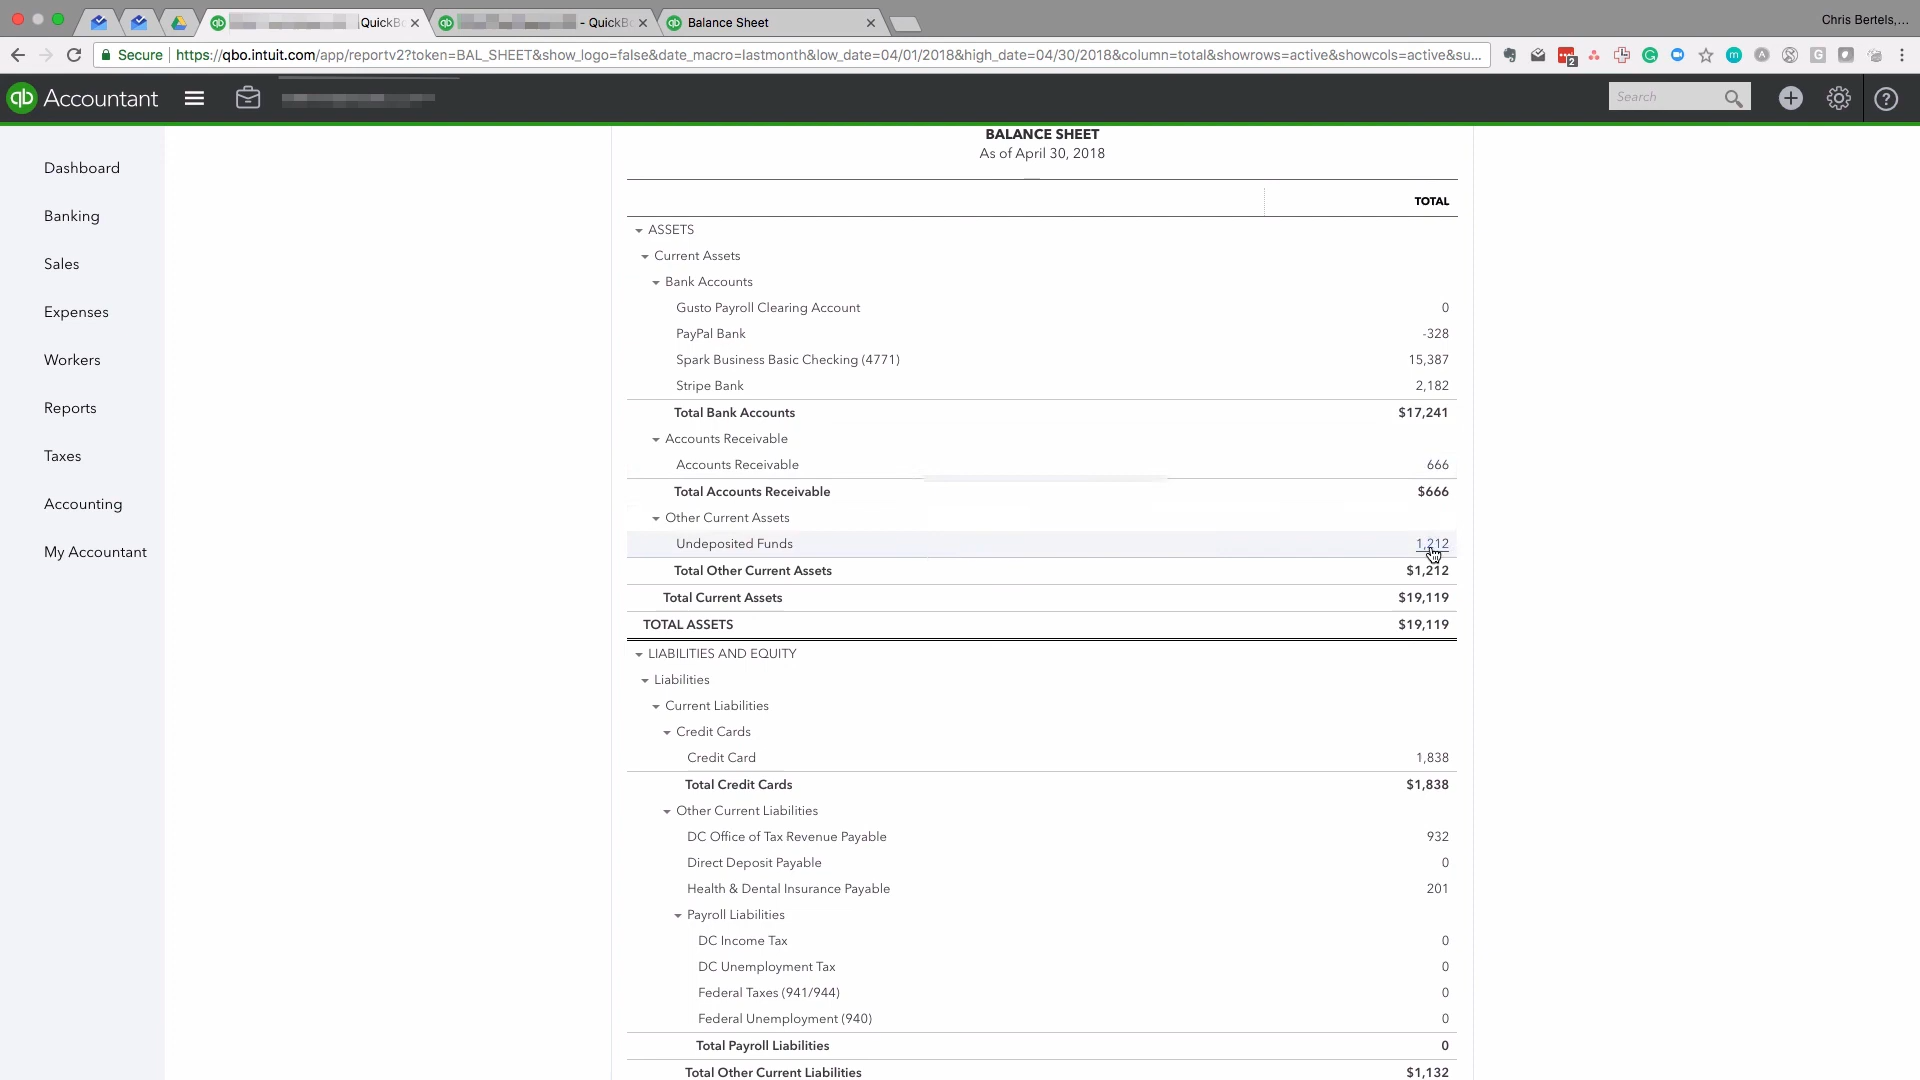 QuickB
- QuickB
Balance Sheet
Chris Bertels,...
Secure https://qbo.intuit.com/app/reportv2?token=BAL_SHEET&show_logo=false&date_macro=lastmonth&low_date=04/01/2018&high_date=04/30/2018&column=total&showrows=active&showcols=active&su...
2
qb Accountant
Search
Dashboard
Banking
Sales
Expenses
Workers
Reports
Taxes
Accounting
My Accountant
BALANCE SHEET
As of April 30, 2018
TOTAL
ASSETS
Current Assets
Bank Accounts
Gusto Payroll Clearing Account 0
PayPal Bank -328
Spark Business Basic Checking (4771) 15,387
Stripe Bank 2,182
Total Bank Accounts $17,241
Accounts Receivable
Accounts Receivable 666
Total Accounts Receivable $666
Other Current Assets
Undeposited Funds 1,212
Total Other Current Assets $1,212
Total Current Assets $19,119
TOTAL ASSETS $19,119
LIABILITIES AND EQUITY
Liabilities
Current Liabilities
Credit Cards
Credit Card 1,838
Total Credit Cards $1,838
Other Current Liabilities
DC Office of Tax Revenue Payable 932
Direct Deposit Payable 0
Health & Dental Insurance Payable 201
Payroll Liabilities
DC Income Tax 0
DC Unemployment Tax 0
Federal Taxes (941/944) 0
Federal Unemployment (940) 0
Total Payroll Liabilities 0
Total Other Current Liabilities $1,132